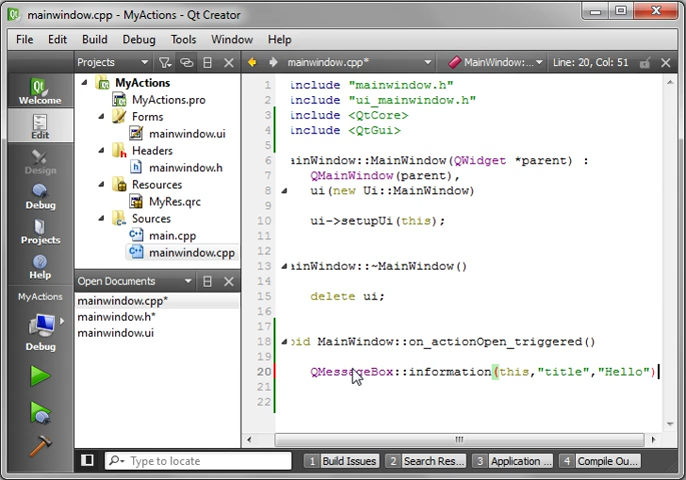 mainwindow.cpp - MyActions - Qt Creator
File Edit Build Debug Tools Window Help
Projects
mainwindow.cpp*
MainWindow:...
Line: 20, Col: 51
Welcome
Edit
Design
Debug
Projects
Help
MyActions
Debug
MyActions
MyActions.pro
Forms
mainwindow.ui
Headers
mainwindow.h
Resources
MyRes.qrc
Sources
main.cpp
mainwindow.cpp
Open Documents
mainwindow.cpp*
mainwindow.h*
mainwindow.ui
1 include "mainwindow.h"
2 include "ui_mainwindow.h"
3 include <QtCore>
4 include <QtGui>
5
6 ainWindow::MainWindow(QWidget *parent) :
7 QMainWindow(parent),
8 ui(new Ui::MainWindow)
9
10 ui->setupUi(this);
11
12
13 ainWindow::~MainWindow()
14
15 delete ui;
16
17
18 oid MainWindow::on_actionOpen_triggered()
19
20 QMessageBox::information(this,"title","Hello")
21
22
Type to locate
1 Build Issues
2 Search Res...
3 Application ...
4 Compile Ou...